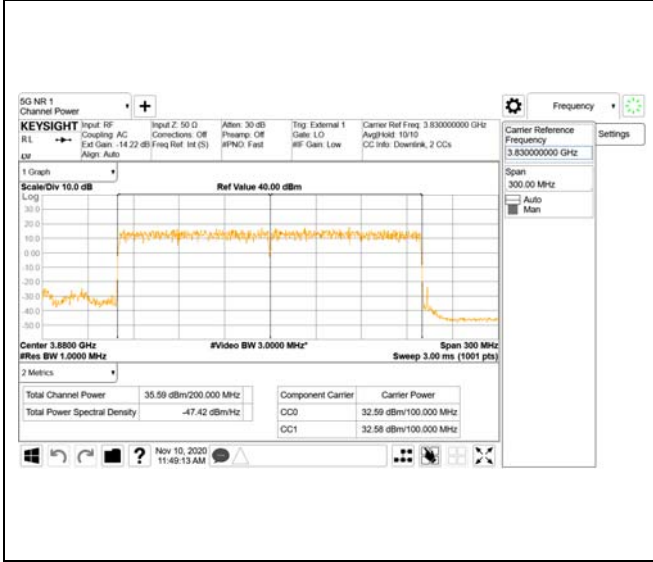 5G NR 1
Channel Power
Frequency
KEYSIGHT
R L
Input: RF
Coupling: AC
Ext Gain: -14.22 dB
Align: Auto
Input Z: 50 Ω
Corrections: Off
Freq Ref: Int (S)
Atten: 30 dB
Preamp: Off
#PNO: Fast
Trig: External 1
Gate: LO
#IF Gain: Low
Carrier Ref Freq: 3.830000000 GHz
Avg|Hold: 10/10
CC Info: Downlink, 2 CCs
Carrier Reference
Frequency
3.830000000 GHz
Settings
Span
300.00 MHz
Auto
Man
1 Graph
Scale/Div 10.0 dB
Ref Value 40.00 dBm
Log
30.0
20.0
10.0
0.00
-10.0
-20.0
-30.0
-40.0
-50.0
Center 3.8800 GHz
#Video BW 3.0000 MHz*
Span 300 MHz
#Res BW 1.0000 MHz
Sweep 3.00 ms (1001 pts)
2 Metrics
Total Channel Power 35.59 dBm/200.000 MHz
Total Power Spectral Density -47.42 dBm/Hz
Component Carrier Carrier Power
CC0 32.59 dBm/100.000 MHz
CC1 32.58 dBm/100.000 MHz
?
Nov 10, 2020
11:49:13 AM